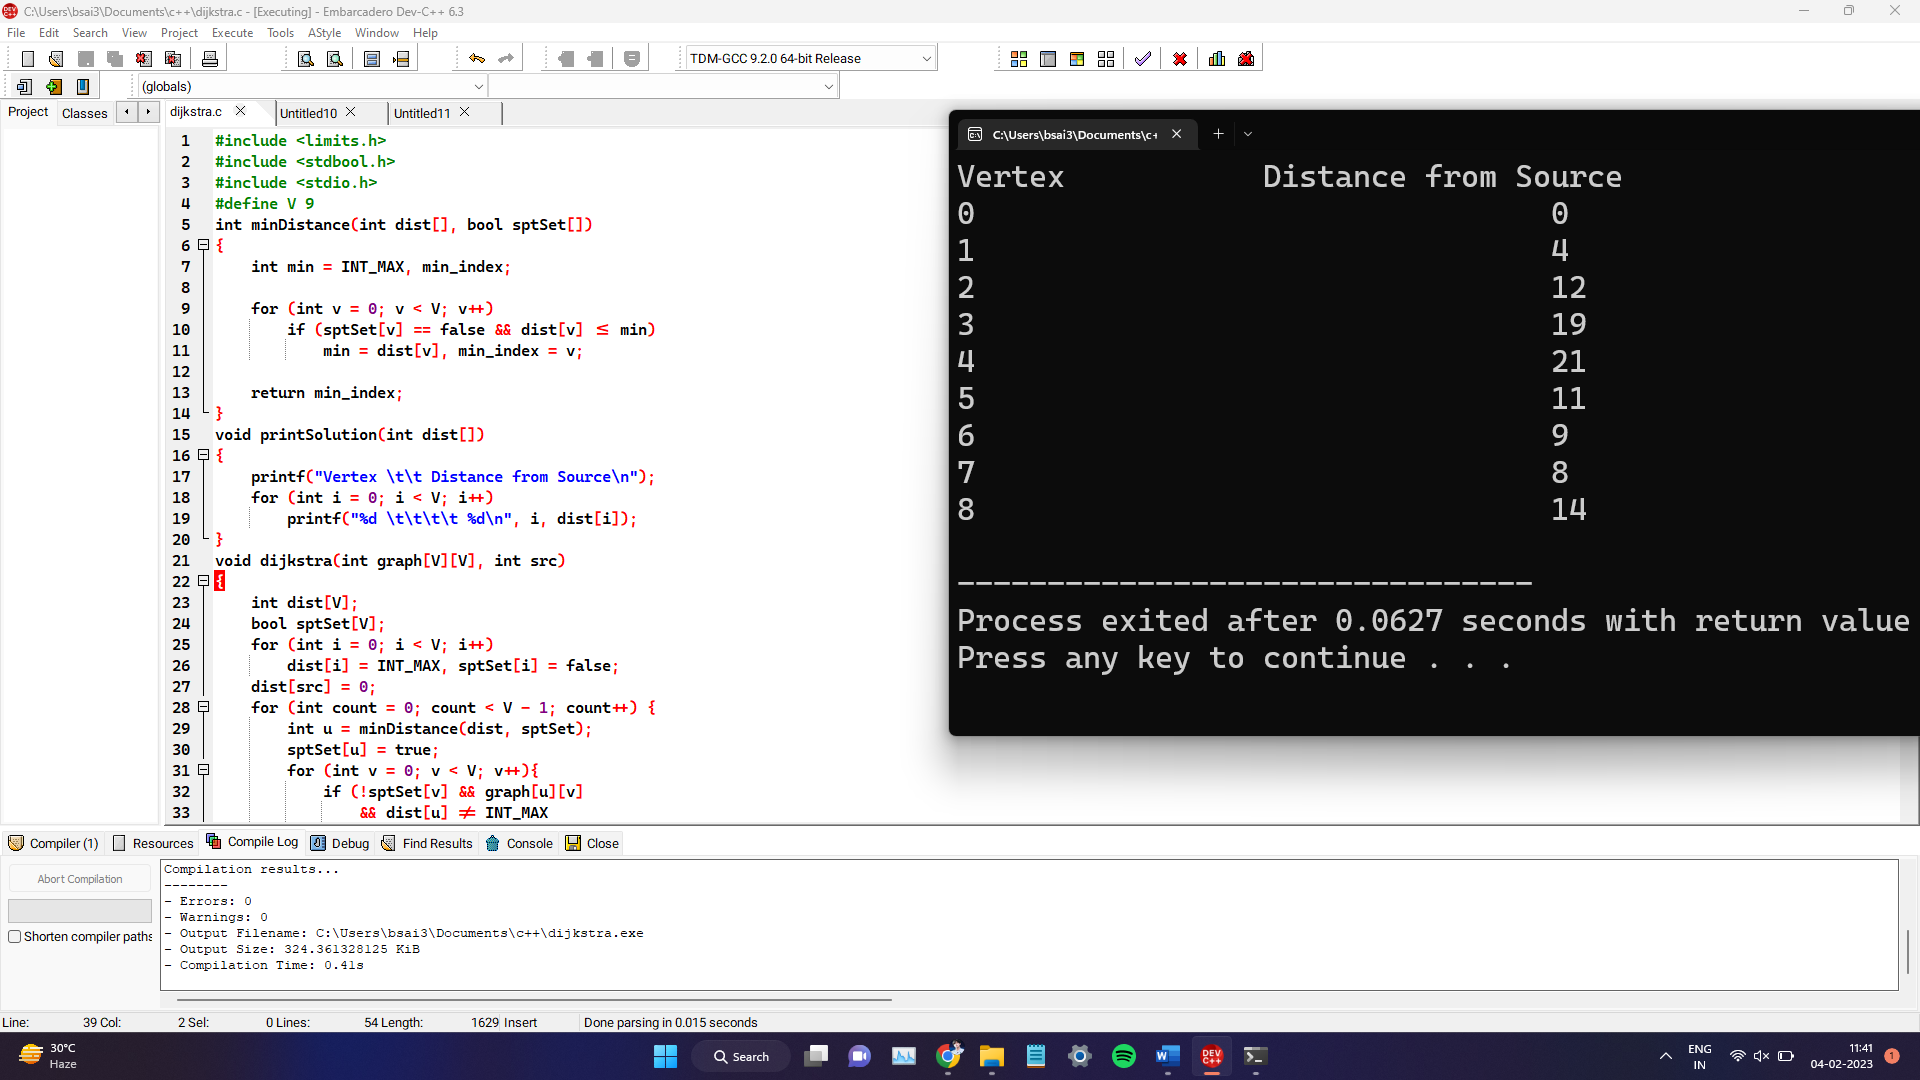 C:\Users\bsai3\Documents\c++\dijkstra.c - [Executing] - Embarcadero Dev-C++ 6.3
File Edit Search View Project Execute Tools AStyle Window Help
TDM-GCC 9.2.0 64-bit Release
(globals)
Project Classes dijkstra.c Untitled10 Untitled11
1 #include <limits.h>
2 #include <stdbool.h>
3 #include <stdio.h>
4 #define V 9
5 int minDistance(int dist[], bool sptSet[])
6 {
7 int min = INT_MAX, min_index;
8
9 for (int v = 0; v < V; v++)
10 if (sptSet[v] == false && dist[v] <= min)
11 min = dist[v], min_index = v;
12
13 return min_index;
14 }
15 void printSolution(int dist[])
16 {
17 printf("Vertex \t\t Distance from Source\n");
18 for (int i = 0; i < V; i++)
19 printf("%d \t\t\t\t %d\n", i, dist[i]);
20 }
21 void dijkstra(int graph[V][V], int src)
22 {
23 int dist[V];
24 bool sptSet[V];
25 for (int i = 0; i < V; i++)
26 dist[i] = INT_MAX, sptSet[i] = false;
27 dist[src] = 0;
28 for (int count = 0; count < V - 1; count++) {
29 int u = minDistance(dist, sptSet);
30 sptSet[u] = true;
31 for (int v = 0; v < V; v++){
32 if (!sptSet[v] && graph[u][v]
33 && dist[u] != INT_MAX
C:\Users\bsai3\Documents\c+
Vertex Distance from Source
0 0
1 4
2 12
3 19
4 21
5 11
6 9
7 8
8 14
--------------------------------
Process exited after 0.0627 seconds with return value
Press any key to continue . . .
Compiler (1) Resources Compile Log Debug Find Results Console Close
Abort Compilation
Shorten compiler paths
Compilation results...
--------
- Errors: 0
- Warnings: 0
- Output Filename: C:\Users\bsai3\Documents\c++\dijkstra.exe
- Output Size: 324.361328125 KiB
- Compilation Time: 0.41s
Line: 39 Col: 2 Sel: 0 Lines: 54 Length: 1629 Insert Done parsing in 0.015 seconds
30°C
Haze
Search
DEV C++
ENG
IN
11:41
04-02-2023
1